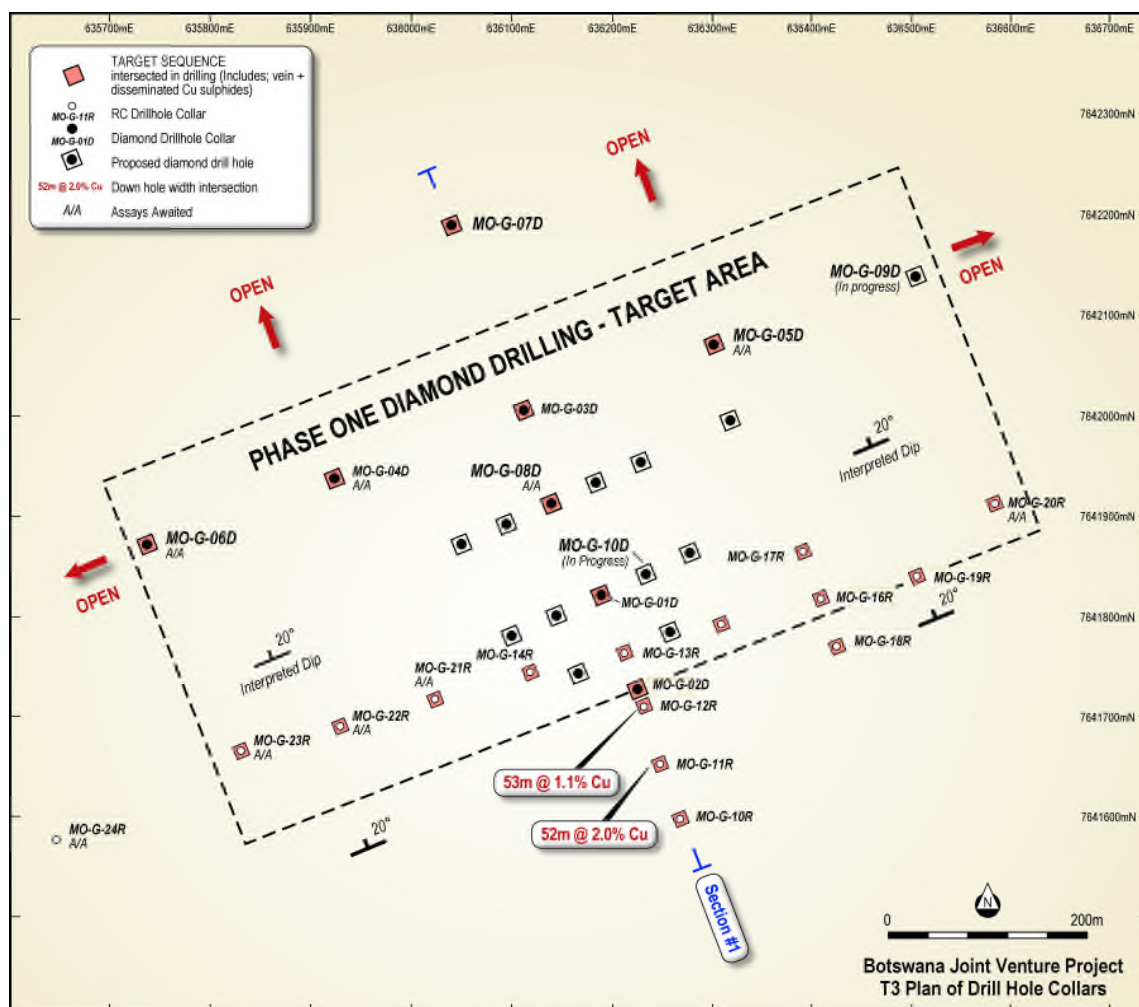 635700mE 635800mE 635900mE 636000mE 636100mE 636200mE 636300mE 636400mE 636500mE 636600mE 636700mE
TARGET SEQUENCE
intersected in drilling (Includes; vein +
disseminated Cu sulphides)
MO-G-11R RC Drillhole Collar
MO-G-01D Diamond Drillhole Collar
Proposed diamond drill hole
52m @ 2.0% Cu Down hole width intersection
A/A Assays Awaited
7642300mN
7642200mN
7642100mN
7642000mN
7641900mN
7641800mN
7641700mN
7641600mN
OPEN
OPEN
OPEN
OPEN
PHASE ONE DIAMOND DRILLING - TARGET AREA
MO-G-07D
MO-G-09D
(In progress)
MO-G-05D
A/A
MO-G-03D
MO-G-04D
A/A
MO-G-08D
A/A
20°
Interpreted Dip
MO-G-06D
A/A
MO-G-20R
A/A
MO-G-10D
(In Progress)
MO-G-17R
MO-G-19R
MO-G-01D
MO-G-16R
20°
MO-G-18R
20°
Interpreted Dip
MO-G-14R
MO-G-13R
MO-G-21R
A/A
MO-G-02D
MO-G-12R
MO-G-22R
A/A
MO-G-23R
A/A
MO-G-11R
53m @ 1.1% Cu
MO-G-10R
52m @ 2.0% Cu
MO-G-24R
A/A
20°
Section #1
N
0 200m
Botswana Joint Venture Project
T3 Plan of Drill Hole Collars